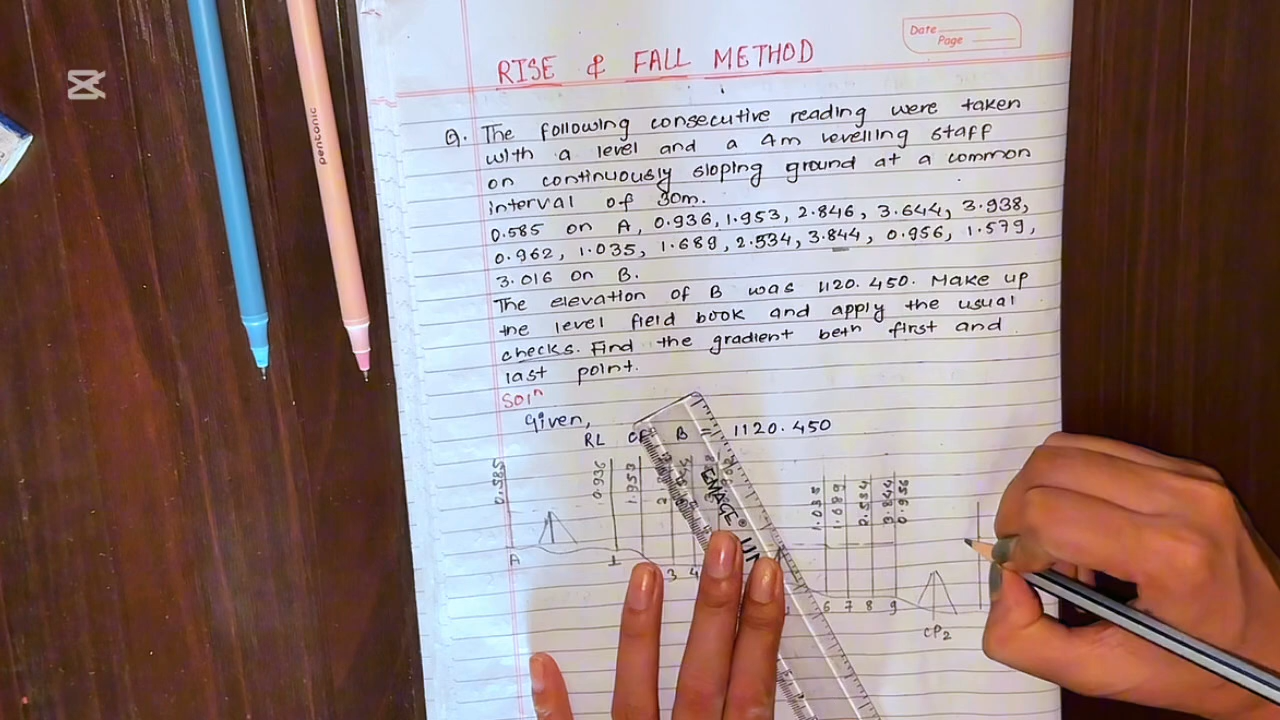 Date
Page
RISE & FALL METHOD
Q. The following consecutive reading were taken
with a level and a 4m levelling staff
on continuously sloping ground at a common
interval of 30m.
0.585 on A, 0.936, 1.953, 2.846, 3.644, 3.938,
0.962, 1.035, 1.689, 2.534, 3.844, 0.956, 1.579,
3.016 on B.
The elevation of B was 1120.450. Make up
the level field book and apply the usual
checks. Find the gradient betn first and
last point.
Soln
Given,
RL OF B = 1120.450
0.585 0.936 1.953 1.035 1.689 2.534 3.844 0.956
pentonic
A 1 3 4 6 7 8 9
CP2